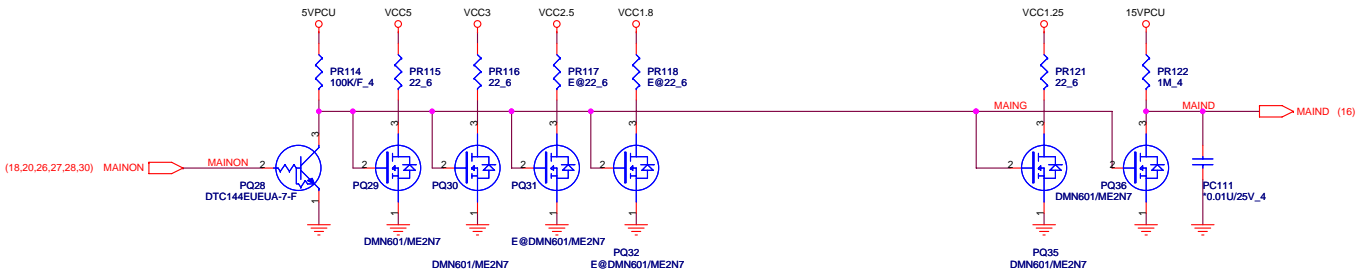 5VPCU VCC5 VCC3 VCC2.5 VCC1.8 VCC1.25 15VPCU
PR114 PR115 PR116 PR117 PR118 PR121 PR122
100K/F_4 22_6 22_6 E@22_6 E@22_6 22_6 1M_4
MAING MAIND MAIND (16)
3 3 3 3 3 3 3
(18,20,26,27,28,30) MAINON MAINON 2 2 2 2 2 2 2
PQ28 PQ29 PQ30 PQ31 PQ36 PC111
DTC144EUEUA-7-F DMN601/ME2N7 *0.01U/25V_4
1 1 1 1 1 1 1
DMN601/ME2N7 E@DMN601/ME2N7
PQ32 PQ35
DMN601/ME2N7 E@DMN601/ME2N7 DMN601/ME2N7